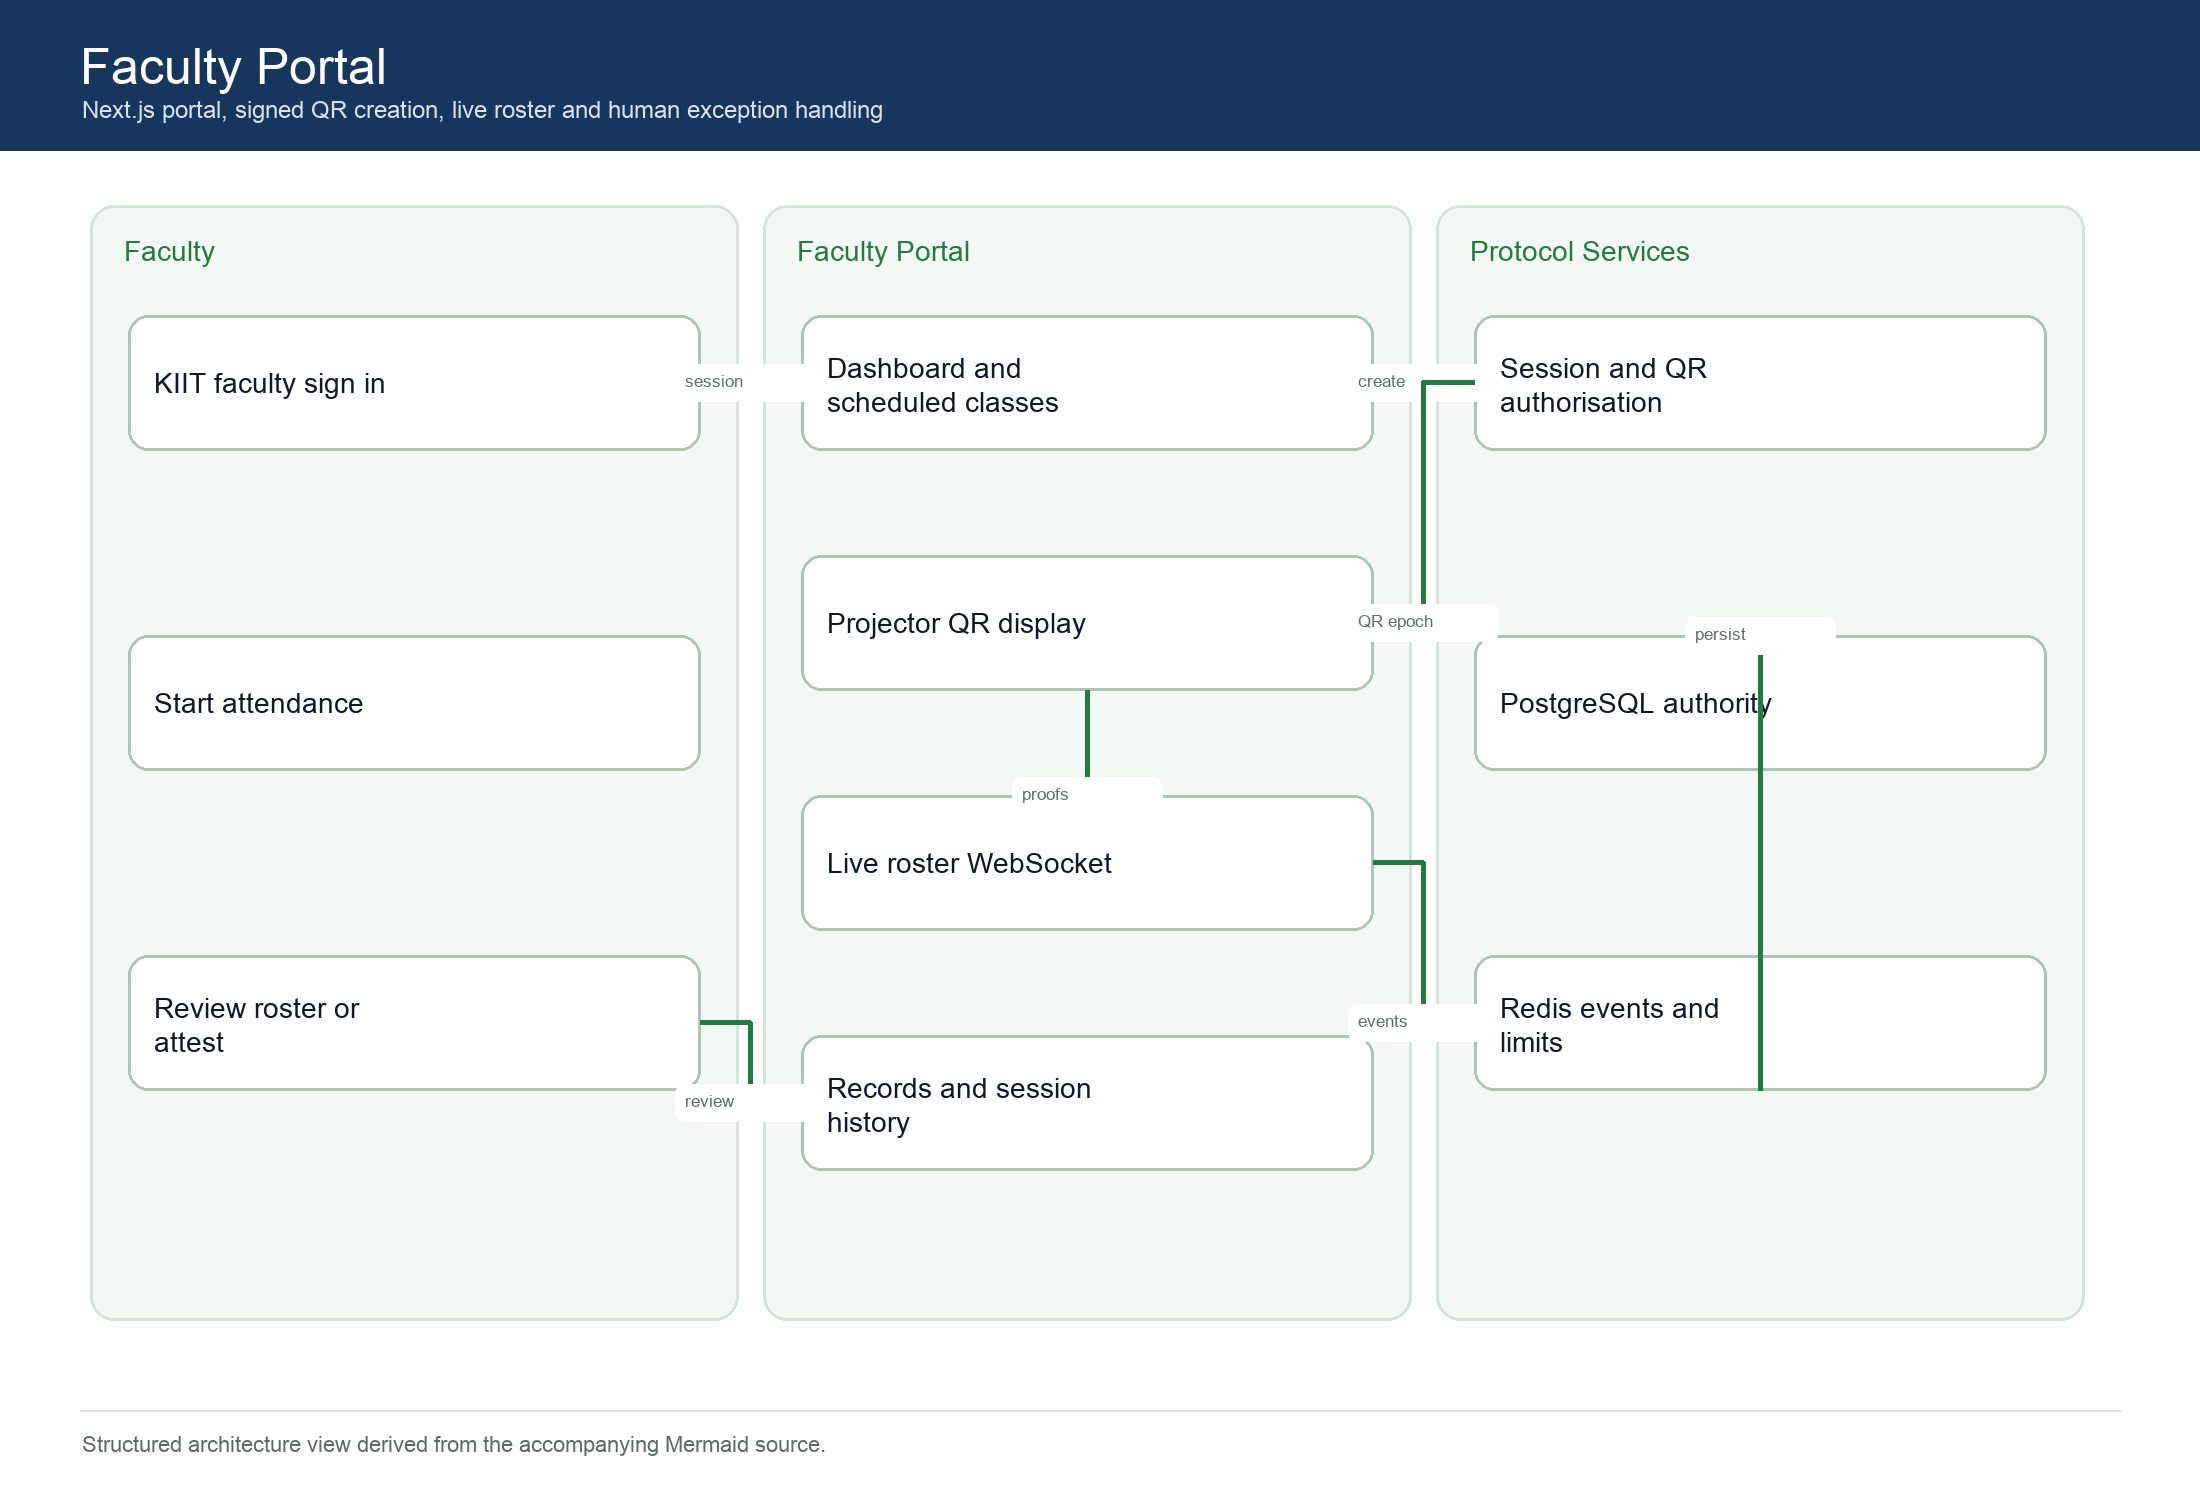 Faculty Portal
Next.js portal, signed QR creation, live roster and human exception handling
Faculty
KIIT faculty sign in
session
Start attendance
Review roster or
attest
review
Faculty Portal
Dashboard and
scheduled classes
create
Projector QR display
QR epoch
proofs
Live roster WebSocket
events
Records and session
history
Protocol Services
Session and QR
authorisation
persist
PostgreSQL authority
Redis events and
limits
Structured architecture view derived from the accompanying Mermaid source.